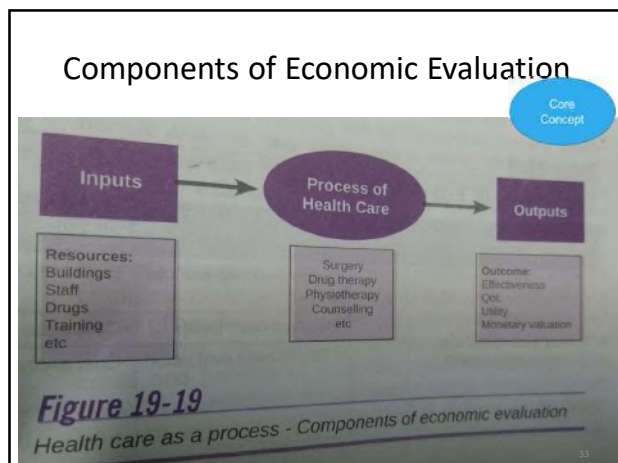 Components of Economic Evaluation
Core
Concept
Inputs
Process of
Health Care
Outputs
Resources:
Buildings
Staff
Drugs
Training
etc
Surgery
Drug therapy
Physiotherapy
Counselling
etc
Outcome:
Effectiveness
QoL
Utility
Monetary valuation
Figure 19-19
Health care as a process - Components of economic evaluation
33